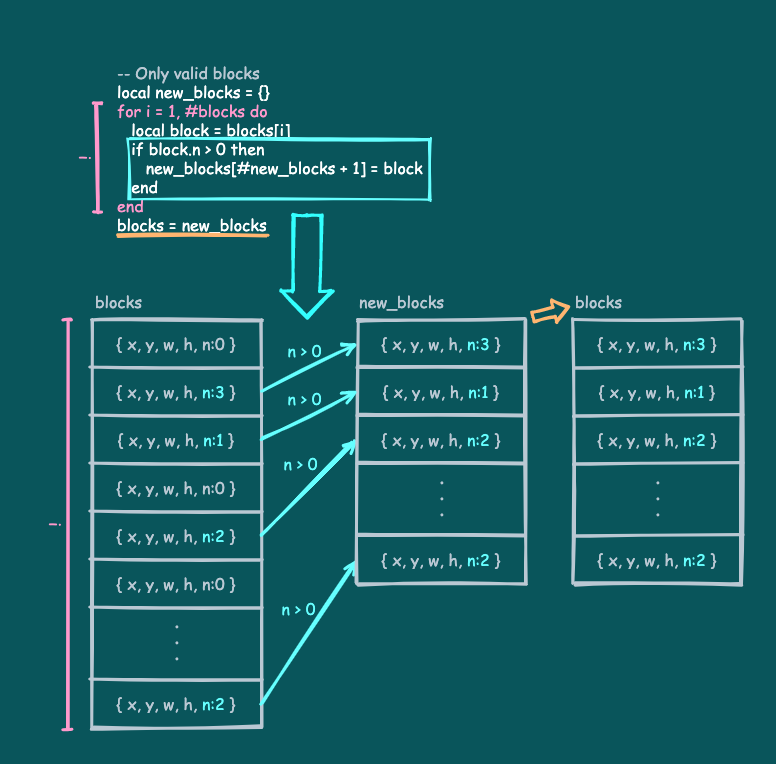 -- Only valid blocks
local new_blocks = {}
for i = 1, #blocks do
local block = blocks[i]
if block.n > 0 then
new_blocks[#new_blocks + 1] = block
end
end
blocks = new_blocks
i
blocks
new_blocks
blocks
{ x, y, w, h, n:0 }
{ x, y, w, h, n:3 }
{ x, y, w, h, n:1 }
{ x, y, w, h, n:0 }
{ x, y, w, h, n:2 }
{ x, y, w, h, n:0 }
{ x, y, w, h, n:2 }
i
n > 0
n > 0
n > 0
n > 0
{ x, y, w, h, n:3 }
{ x, y, w, h, n:1 }
{ x, y, w, h, n:2 }
{ x, y, w, h, n:2 }
{ x, y, w, h, n:3 }
{ x, y, w, h, n:1 }
{ x, y, w, h, n:2 }
{ x, y, w, h, n:2 }